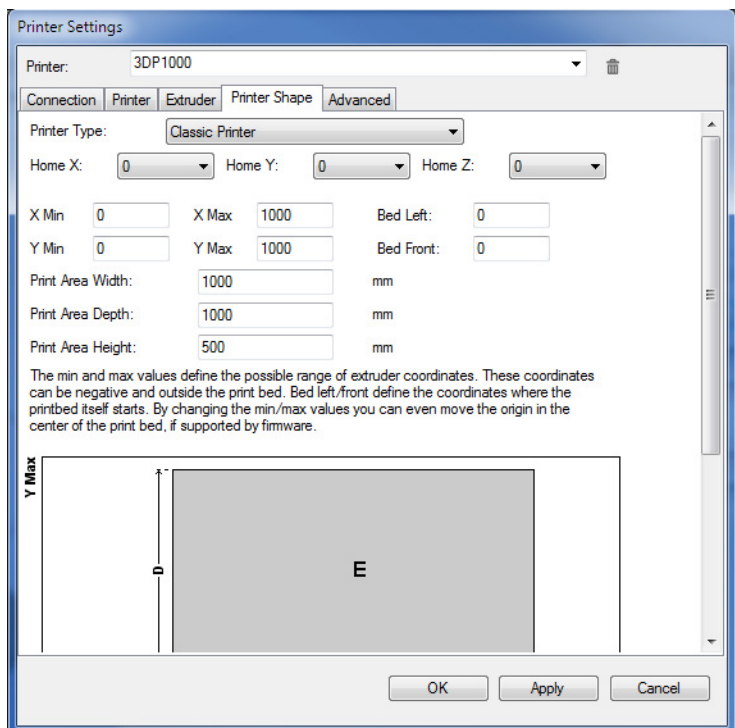 Printer Settings
Printer: 3DP1000
Connection Printer Extruder Printer Shape Advanced
Printer Type: Classic Printer
Home X: 0 Home Y: 0 Home Z: 0
X Min 0 X Max 1000 Bed Left: 0
Y Min 0 Y Max 1000 Bed Front: 0
Print Area Width: 1000 mm
Print Area Depth: 1000 mm
Print Area Height: 500 mm
The min and max values define the possible range of extruder coordinates. These coordinates
can be negative and outside the print bed. Bed left/front define the coordinates where the
printbed itself starts. By changing the min/max values you can even move the origin in the
center of the print bed, if supported by firmware.
Y Max
D
E
OK Apply Cancel